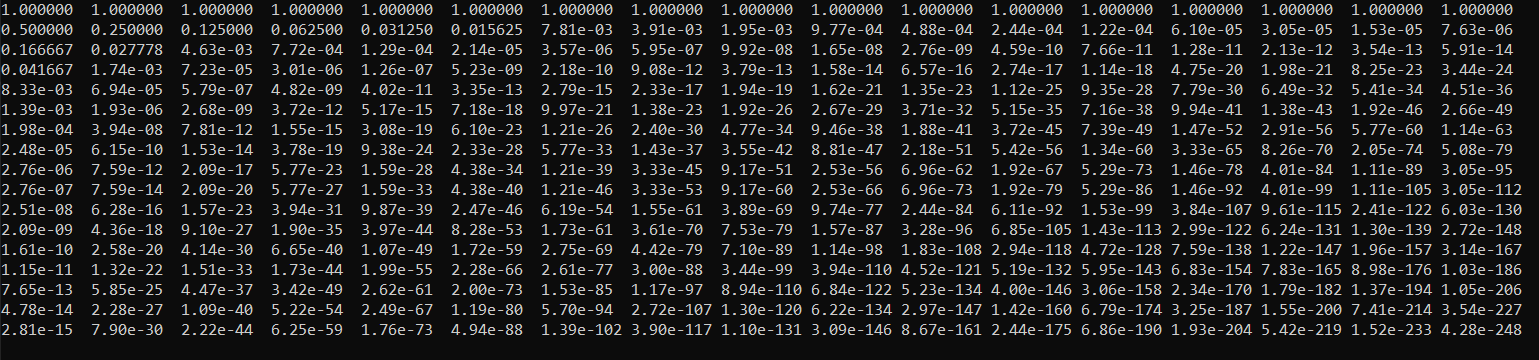 1.000000 1.000000 1.000000 1.000000 1.000000 1.000000 1.000000 1.000000 1.000000 1.000000 1.000000 1.000000 1.000000 1.000000 1.000000 1.000000 1.000000
0.500000 0.250000 0.125000 0.062500 0.031250 0.015625 7.81e-03 3.91e-03 1.95e-03 9.77e-04 4.88e-04 2.44e-04 1.22e-04 6.10e-05 3.05e-05 1.53e-05 7.63e-06
0.166667 0.027778 4.63e-03 7.72e-04 1.29e-04 2.14e-05 3.57e-06 5.95e-07 9.92e-08 1.65e-08 2.76e-09 4.59e-10 7.66e-11 1.28e-11 2.13e-12 3.54e-13 5.91e-14
0.041667 1.74e-03 7.23e-05 3.01e-06 1.26e-07 5.23e-09 2.18e-10 9.08e-12 3.79e-13 1.58e-14 6.57e-16 2.74e-17 1.14e-18 4.75e-20 1.98e-21 8.25e-23 3.44e-24
8.33e-03 6.94e-05 5.79e-07 4.82e-09 4.02e-11 3.35e-13 2.79e-15 2.33e-17 1.94e-19 1.62e-21 1.35e-23 1.12e-25 9.35e-28 7.79e-30 6.49e-32 5.41e-34 4.51e-36
1.39e-03 1.93e-06 2.68e-09 3.72e-12 5.17e-15 7.18e-18 9.97e-21 1.38e-23 1.92e-26 2.67e-29 3.71e-32 5.15e-35 7.16e-38 9.94e-41 1.38e-43 1.92e-46 2.66e-49
1.98e-04 3.94e-08 7.81e-12 1.55e-15 3.08e-19 6.10e-23 1.21e-26 2.40e-30 4.77e-34 9.46e-38 1.88e-41 3.72e-45 7.39e-49 1.47e-52 2.91e-56 5.77e-60 1.14e-63
2.48e-05 6.15e-10 1.53e-14 3.78e-19 9.38e-24 2.33e-28 5.77e-33 1.43e-37 3.55e-42 8.81e-47 2.18e-51 5.42e-56 1.34e-60 3.33e-65 8.26e-70 2.05e-74 5.08e-79
2.76e-06 7.59e-12 2.09e-17 5.77e-23 1.59e-28 4.38e-34 1.21e-39 3.33e-45 9.17e-51 2.53e-56 6.96e-62 1.92e-67 5.29e-73 1.46e-78 4.01e-84 1.11e-89 3.05e-95
2.76e-07 7.59e-14 2.09e-20 5.77e-27 1.59e-33 4.38e-40 1.21e-46 3.33e-53 9.17e-60 2.53e-66 6.96e-73 1.92e-79 5.29e-86 1.46e-92 4.01e-99 1.11e-105 3.05e-112
2.51e-08 6.28e-16 1.57e-23 3.94e-31 9.87e-39 2.47e-46 6.19e-54 1.55e-61 3.89e-69 9.74e-77 2.44e-84 6.11e-92 1.53e-99 3.84e-107 9.61e-115 2.41e-122 6.03e-130
2.09e-09 4.36e-18 9.10e-27 1.90e-35 3.97e-44 8.28e-53 1.73e-61 3.61e-70 7.53e-79 1.57e-87 3.28e-96 6.85e-105 1.43e-113 2.99e-122 6.24e-131 1.30e-139 2.72e-148
1.61e-10 2.58e-20 4.14e-30 6.65e-40 1.07e-49 1.72e-59 2.75e-69 4.42e-79 7.10e-89 1.14e-98 1.83e-108 2.94e-118 4.72e-128 7.59e-138 1.22e-147 1.96e-157 3.14e-167
1.15e-11 1.32e-22 1.51e-33 1.73e-44 1.99e-55 2.28e-66 2.61e-77 3.00e-88 3.44e-99 3.94e-110 4.52e-121 5.19e-132 5.95e-143 6.83e-154 7.83e-165 8.98e-176 1.03e-186
7.65e-13 5.85e-25 4.47e-37 3.42e-49 2.62e-61 2.00e-73 1.53e-85 1.17e-97 8.94e-110 6.84e-122 5.23e-134 4.00e-146 3.06e-158 2.34e-170 1.79e-182 1.37e-194 1.05e-206
4.78e-14 2.28e-27 1.09e-40 5.22e-54 2.49e-67 1.19e-80 5.70e-94 2.72e-107 1.30e-120 6.22e-134 2.97e-147 1.42e-160 6.79e-174 3.25e-187 1.55e-200 7.41e-214 3.54e-227
2.81e-15 7.90e-30 2.22e-44 6.25e-59 1.76e-73 4.94e-88 1.39e-102 3.90e-117 1.10e-131 3.09e-146 8.67e-161 2.44e-175 6.86e-190 1.93e-204 5.42e-219 1.52e-233 4.28e-248